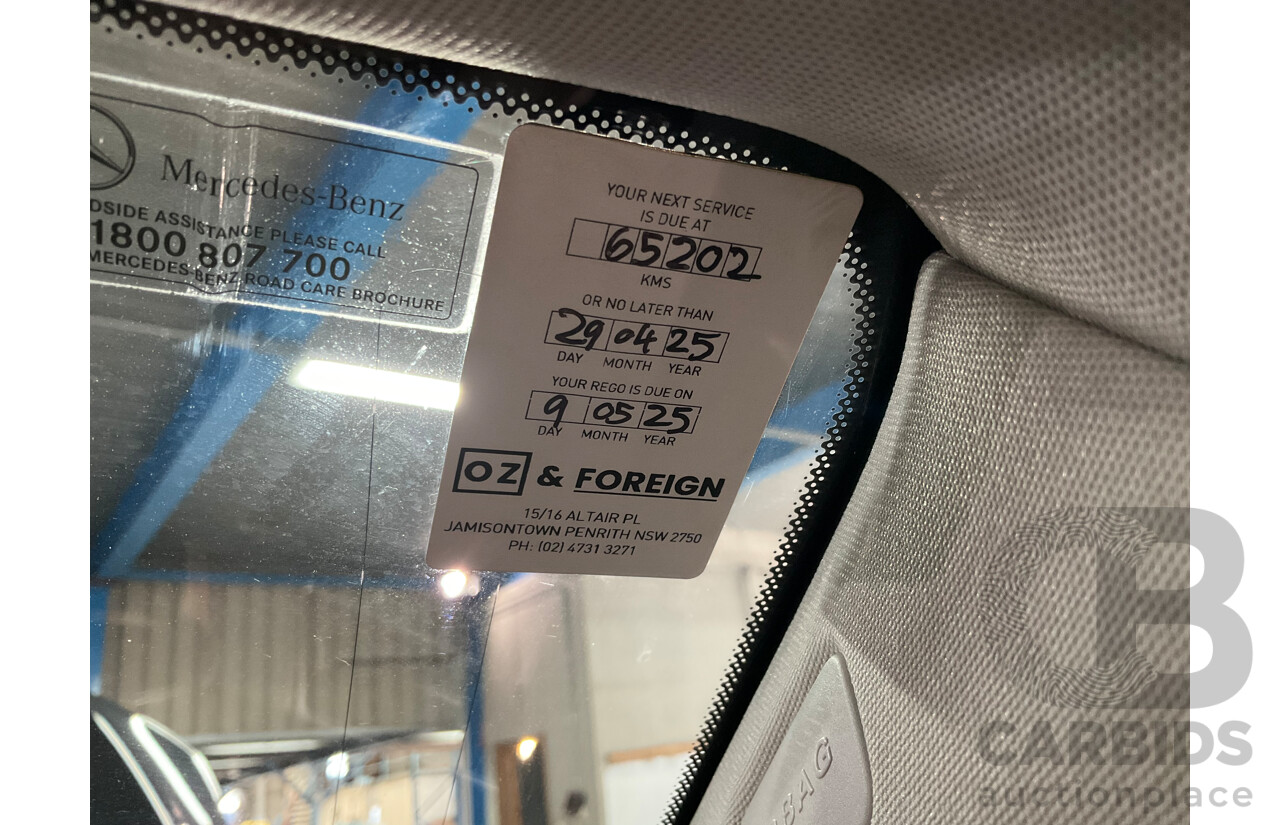 Mercedes-Benz
DSIDE ASSISTANCE PLEASE CALL
1800 807 700
MERCEDES-BENZ ROAD CARE BROCHURE
YOUR NEXT SERVICE
IS DUE AT
65202
KMS
OR NO LATER THAN
29 04 25
DAY MONTH YEAR
YOUR REGO IS DUE ON
9 05 25
DAY MONTH YEAR
OZ & FOREIGN
15/16 ALTAIR PL
JAMISONTOWN PENRITH NSW 2750
PH: (02) 4731 3271
BAG
CB
CARBIDS
auctionplace